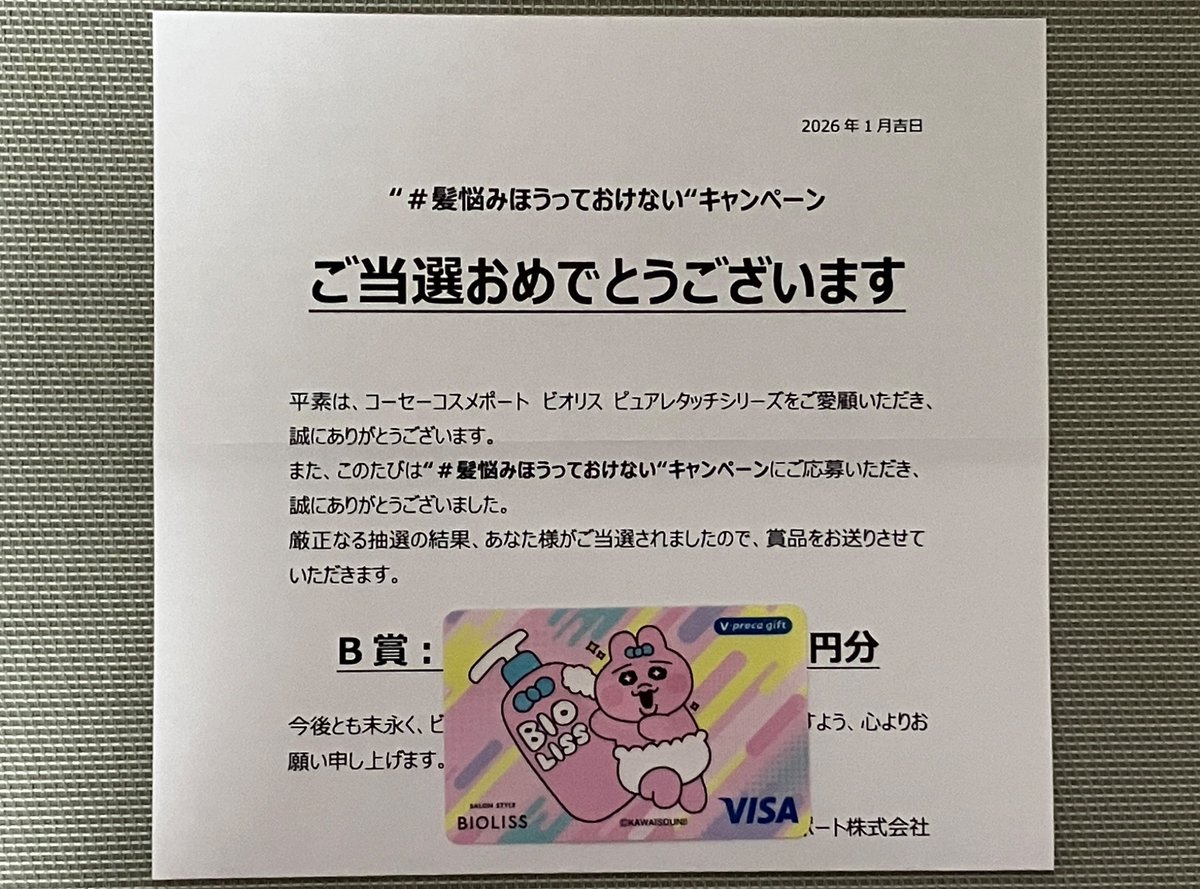 2026年1月吉日
“＃髪悩みほうっておけない“キャンペーン
ご当選おめでとうございます
平素は、コーセーコスメポート ビオリス ピュアレタッチシリーズをご愛顧いただき、
誠にありがとうございます。
また、このたびは“＃髪悩みほうっておけない“キャンペーンにご応募いただき、
誠にありがとうございました。
厳正なる抽選の結果、あなた様がご当選されましたので、賞品をお送りさせて
いただきます。
B賞： 円分
今後とも末永く、ビ すよう、心よりお
願い申し上げます。
ポート株式会社
V-preca gift
BIO
LISS
SALON STYLE
BIOLISS
©KAWAISOUNI!
VISA